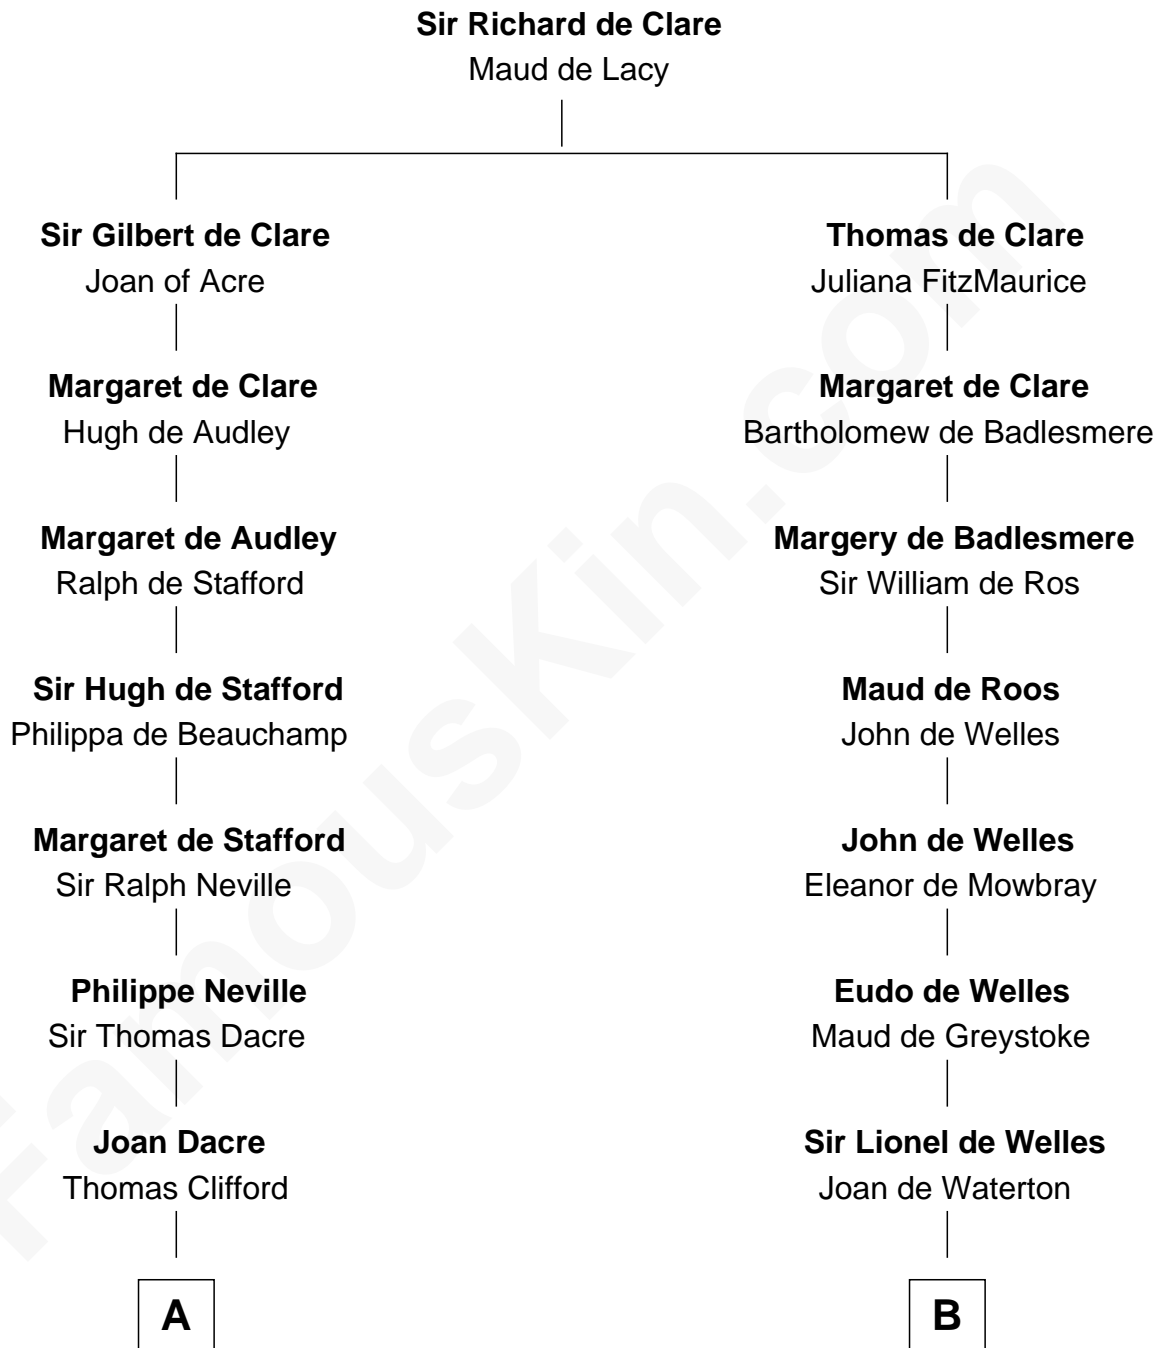 Sir Richard de Clare
Maud de Lacy
Sir Gilbert de Clare
Joan of Acre
Margaret de Clare
Hugh de Audley
Margaret de Audley
Ralph de Stafford
Sir Hugh de Stafford
Philippa de Beauchamp
Margaret de Stafford
Sir Ralph Neville
Philippe Neville
Sir Thomas Dacre
Joan Dacre
Thomas Clifford
A
Thomas de Clare
Juliana FitzMaurice
Margaret de Clare
Bartholomew de Badlesmere
Margery de Badlesmere
Sir William de Ros
Maud de Roos
John de Welles
John de Welles
Eleanor de Mowbray
Eudo de Welles
Maud de Greystoke
Sir Lionel de Welles
Joan de Waterton
B
FamousKin.com